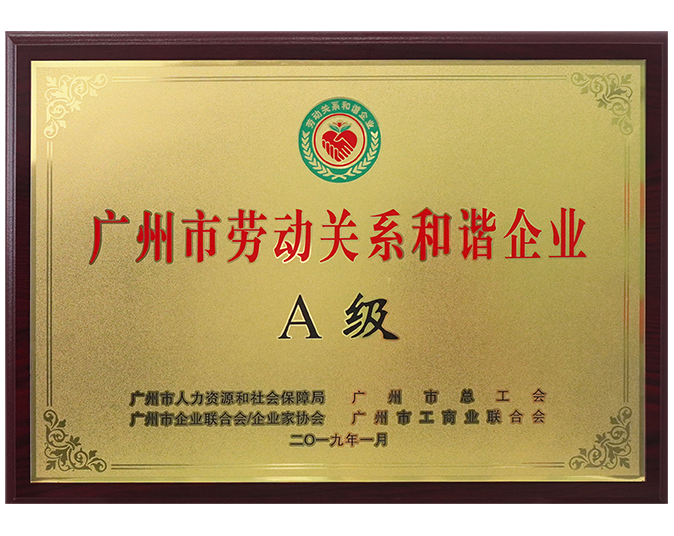 劳动关系和谐企业
广州市劳动关系和谐企业
A 级
广州市人力资源和社会保障局 广州市总工会
广州市企业联合会/企业家协会 广州市工商业联合会
二〇一九年一月